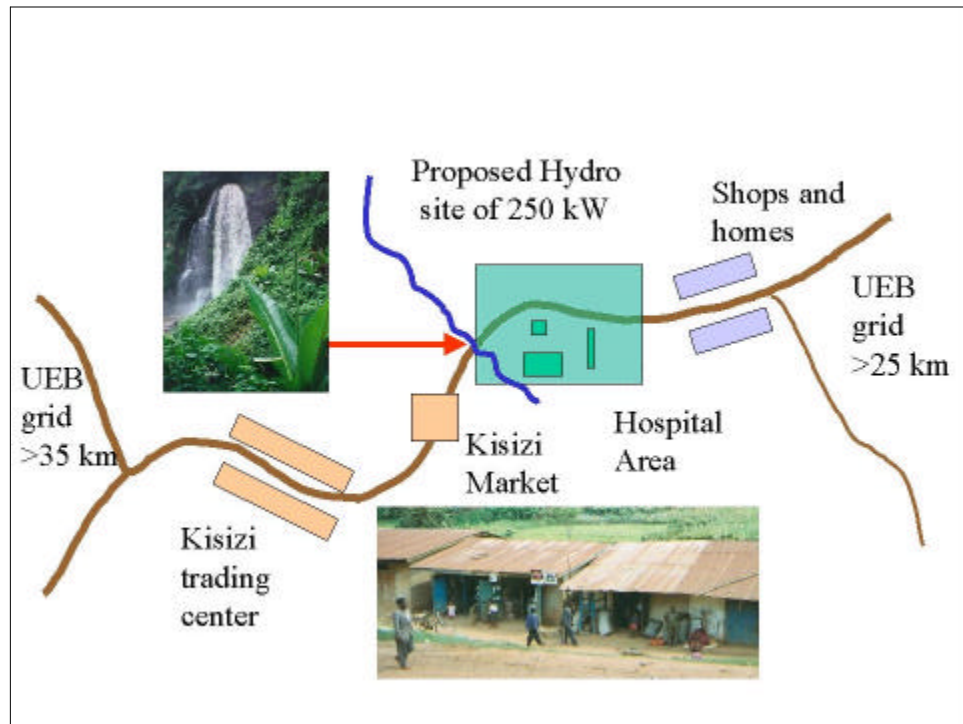 Proposed Hydro
site of 250 kW
Shops and
homes
UEB
grid
>25 km
UEB
grid
>35 km
Hospital
Area
Kisizi
Market
Kisizi
trading
center